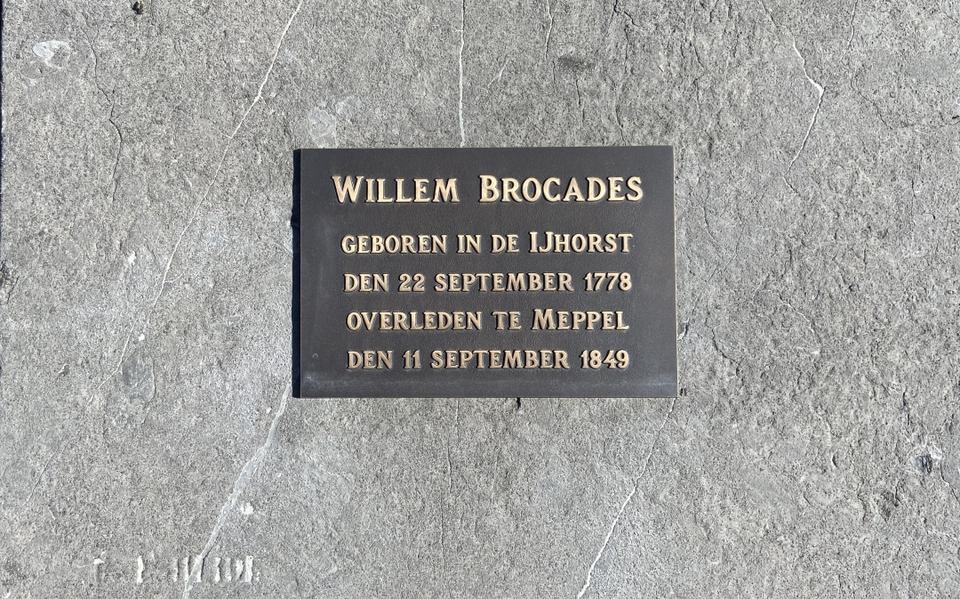 Willem Brocades
geboren in de IJhorst
den 22 september 1778
overleden te Meppel
den 11 september 1849